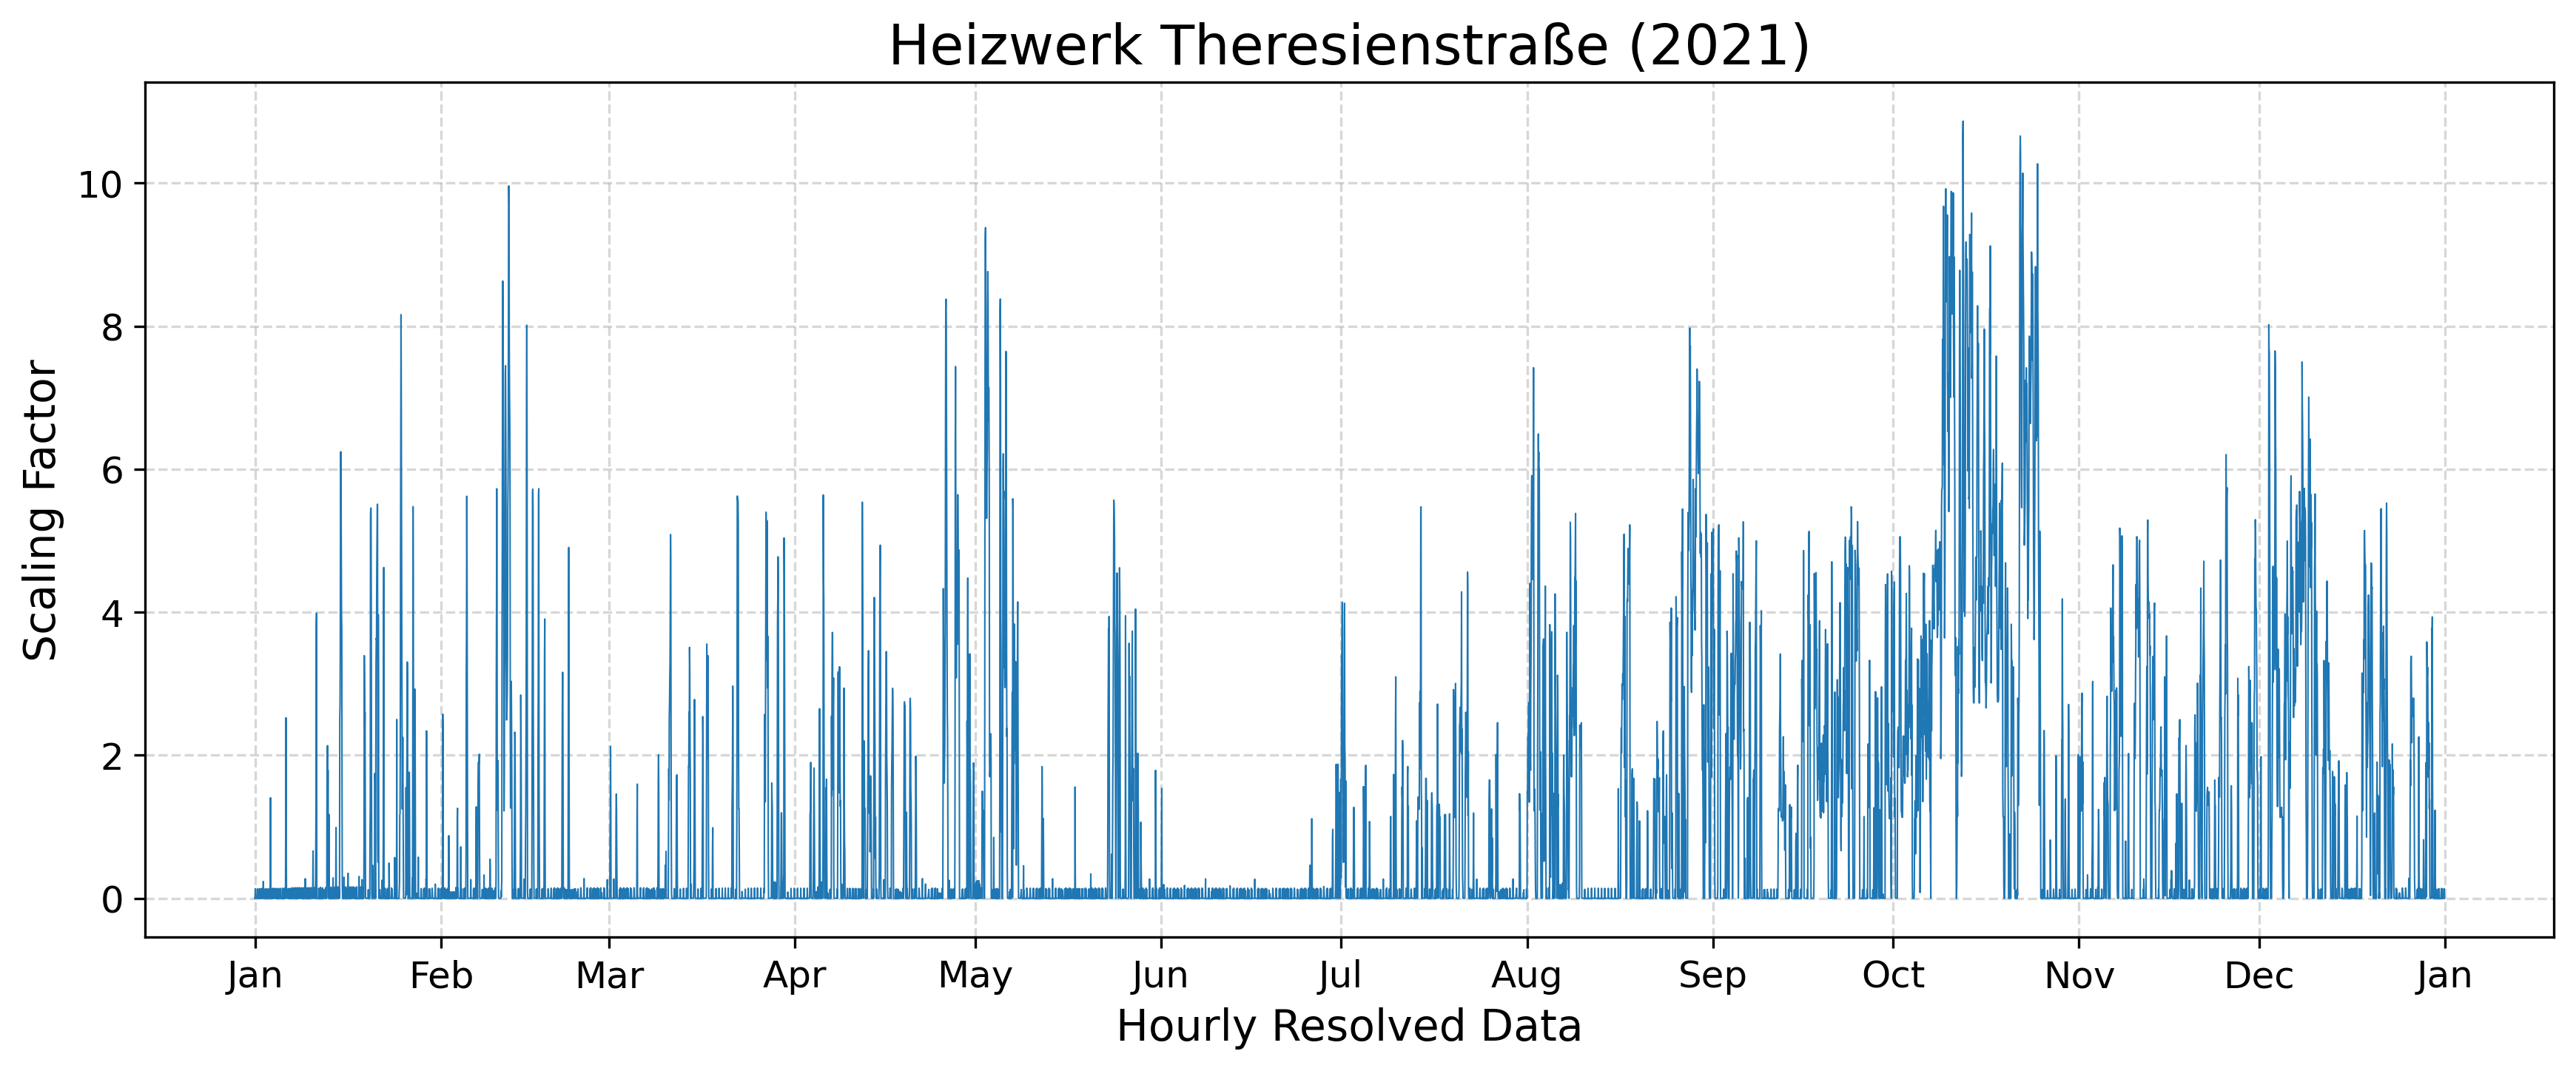 Heizwerk Theresienstraße (2021)
Scaling Factor
10
8
6
4
2
0
Jan Feb Mar Apr May Jun Jul Aug Sep Oct Nov Dec Jan
Hourly Resolved Data